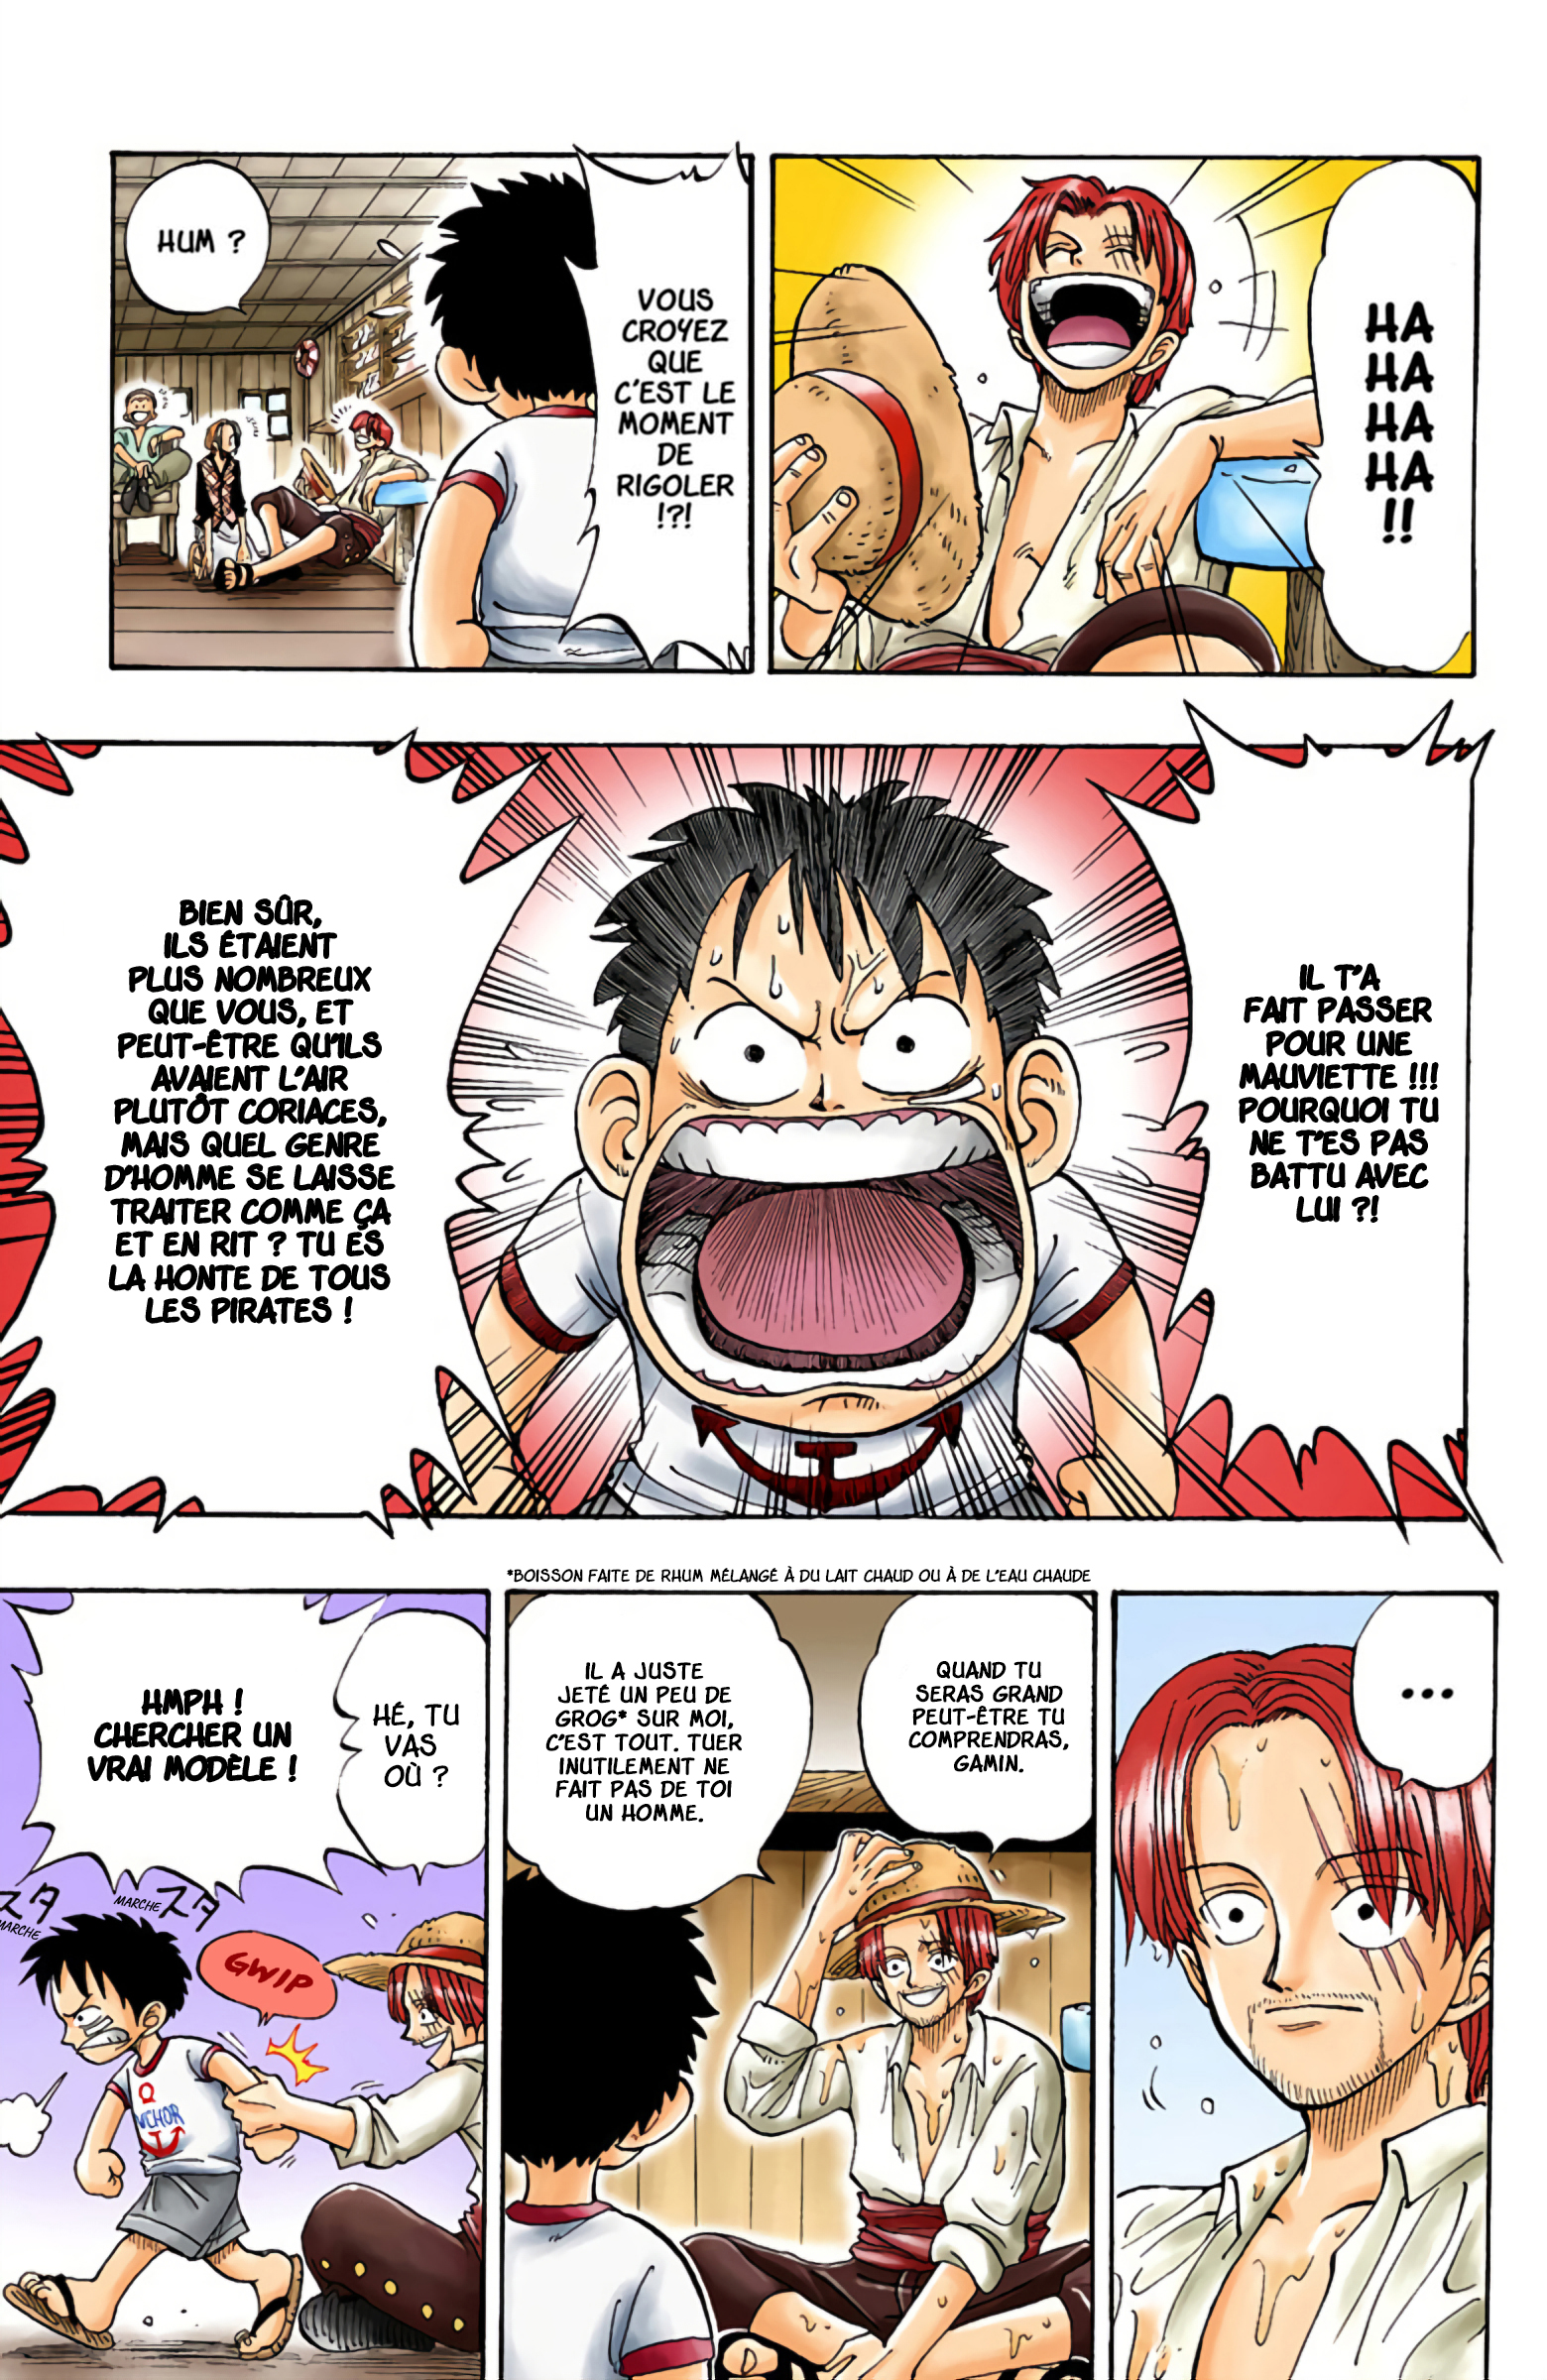 HA
HA
HA
HA
!!
VOUS
CROYEZ
QUE
C'EST LE
MOMENT
DE
RIGOLER
!?!
HUM ?
IL T'A
FAIT PASSER
POUR UNE
MAUVIETTE !!!
POURQUOI TU
NE T'ES PAS
BATTU AVEC
LUI ?!
BIEN SÛR,
ILS ÉTAIENT
PLUS NOMBREUX
QUE VOUS, ET
PEUT-ÊTRE QU'ILS
AVAIENT L'AIR
PLUTÔT CORIACES,
MAIS QUEL GENRE
D'HOMME SE LAISSE
TRAITER COMME ÇA
ET EN RIT ? TU ES
LA HONTE DE TOUS
LES PIRATES !
*BOISSON FAITE DE RHUM MÉLANGÉ À DU LAIT CHAUD OU À DE L'EAU CHAUDE
...
QUAND TU
SERAS GRAND
PEUT-ÊTRE TU
COMPRENDRAS,
GAMIN.
IL A JUSTE
JETÉ UN PEU DE
GROG* SUR MOI,
C'EST TOUT. TUER
INUTILEMENT NE
FAIT PAS DE TOI
UN HOMME.
HÉ, TU
VAS
OÙ ?
HMPH !
CHERCHER UN
VRAI MODÈLE !
スタ
MARCHE
スタ
MARCHE
GWIP
NCHOR